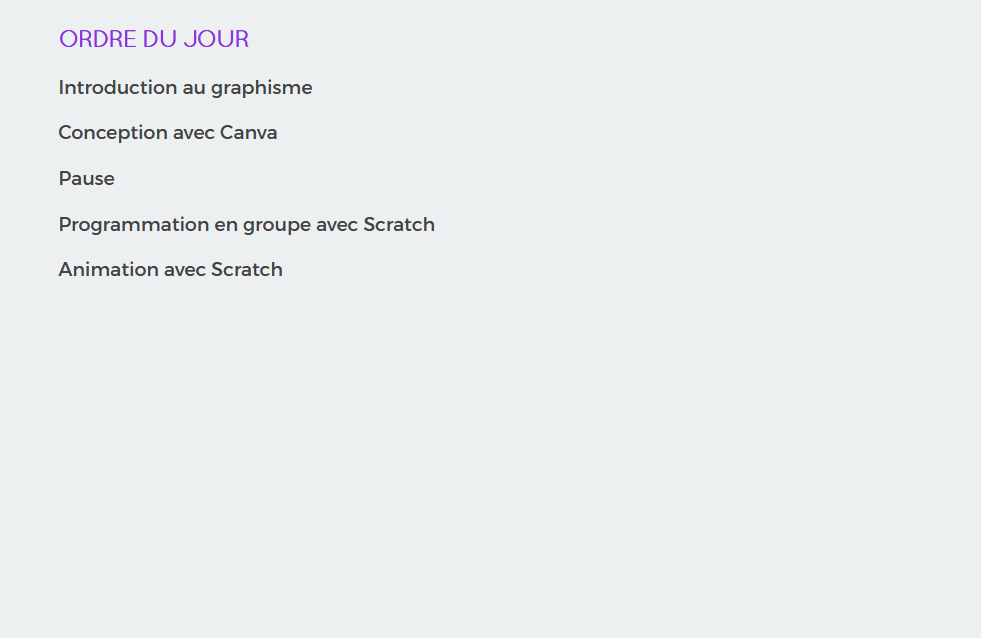 ORDRE DU JOUR
Introduction au graphisme
Conception avec Canva
Pause
Programmation en groupe avec Scratch
Animation avec Scratch